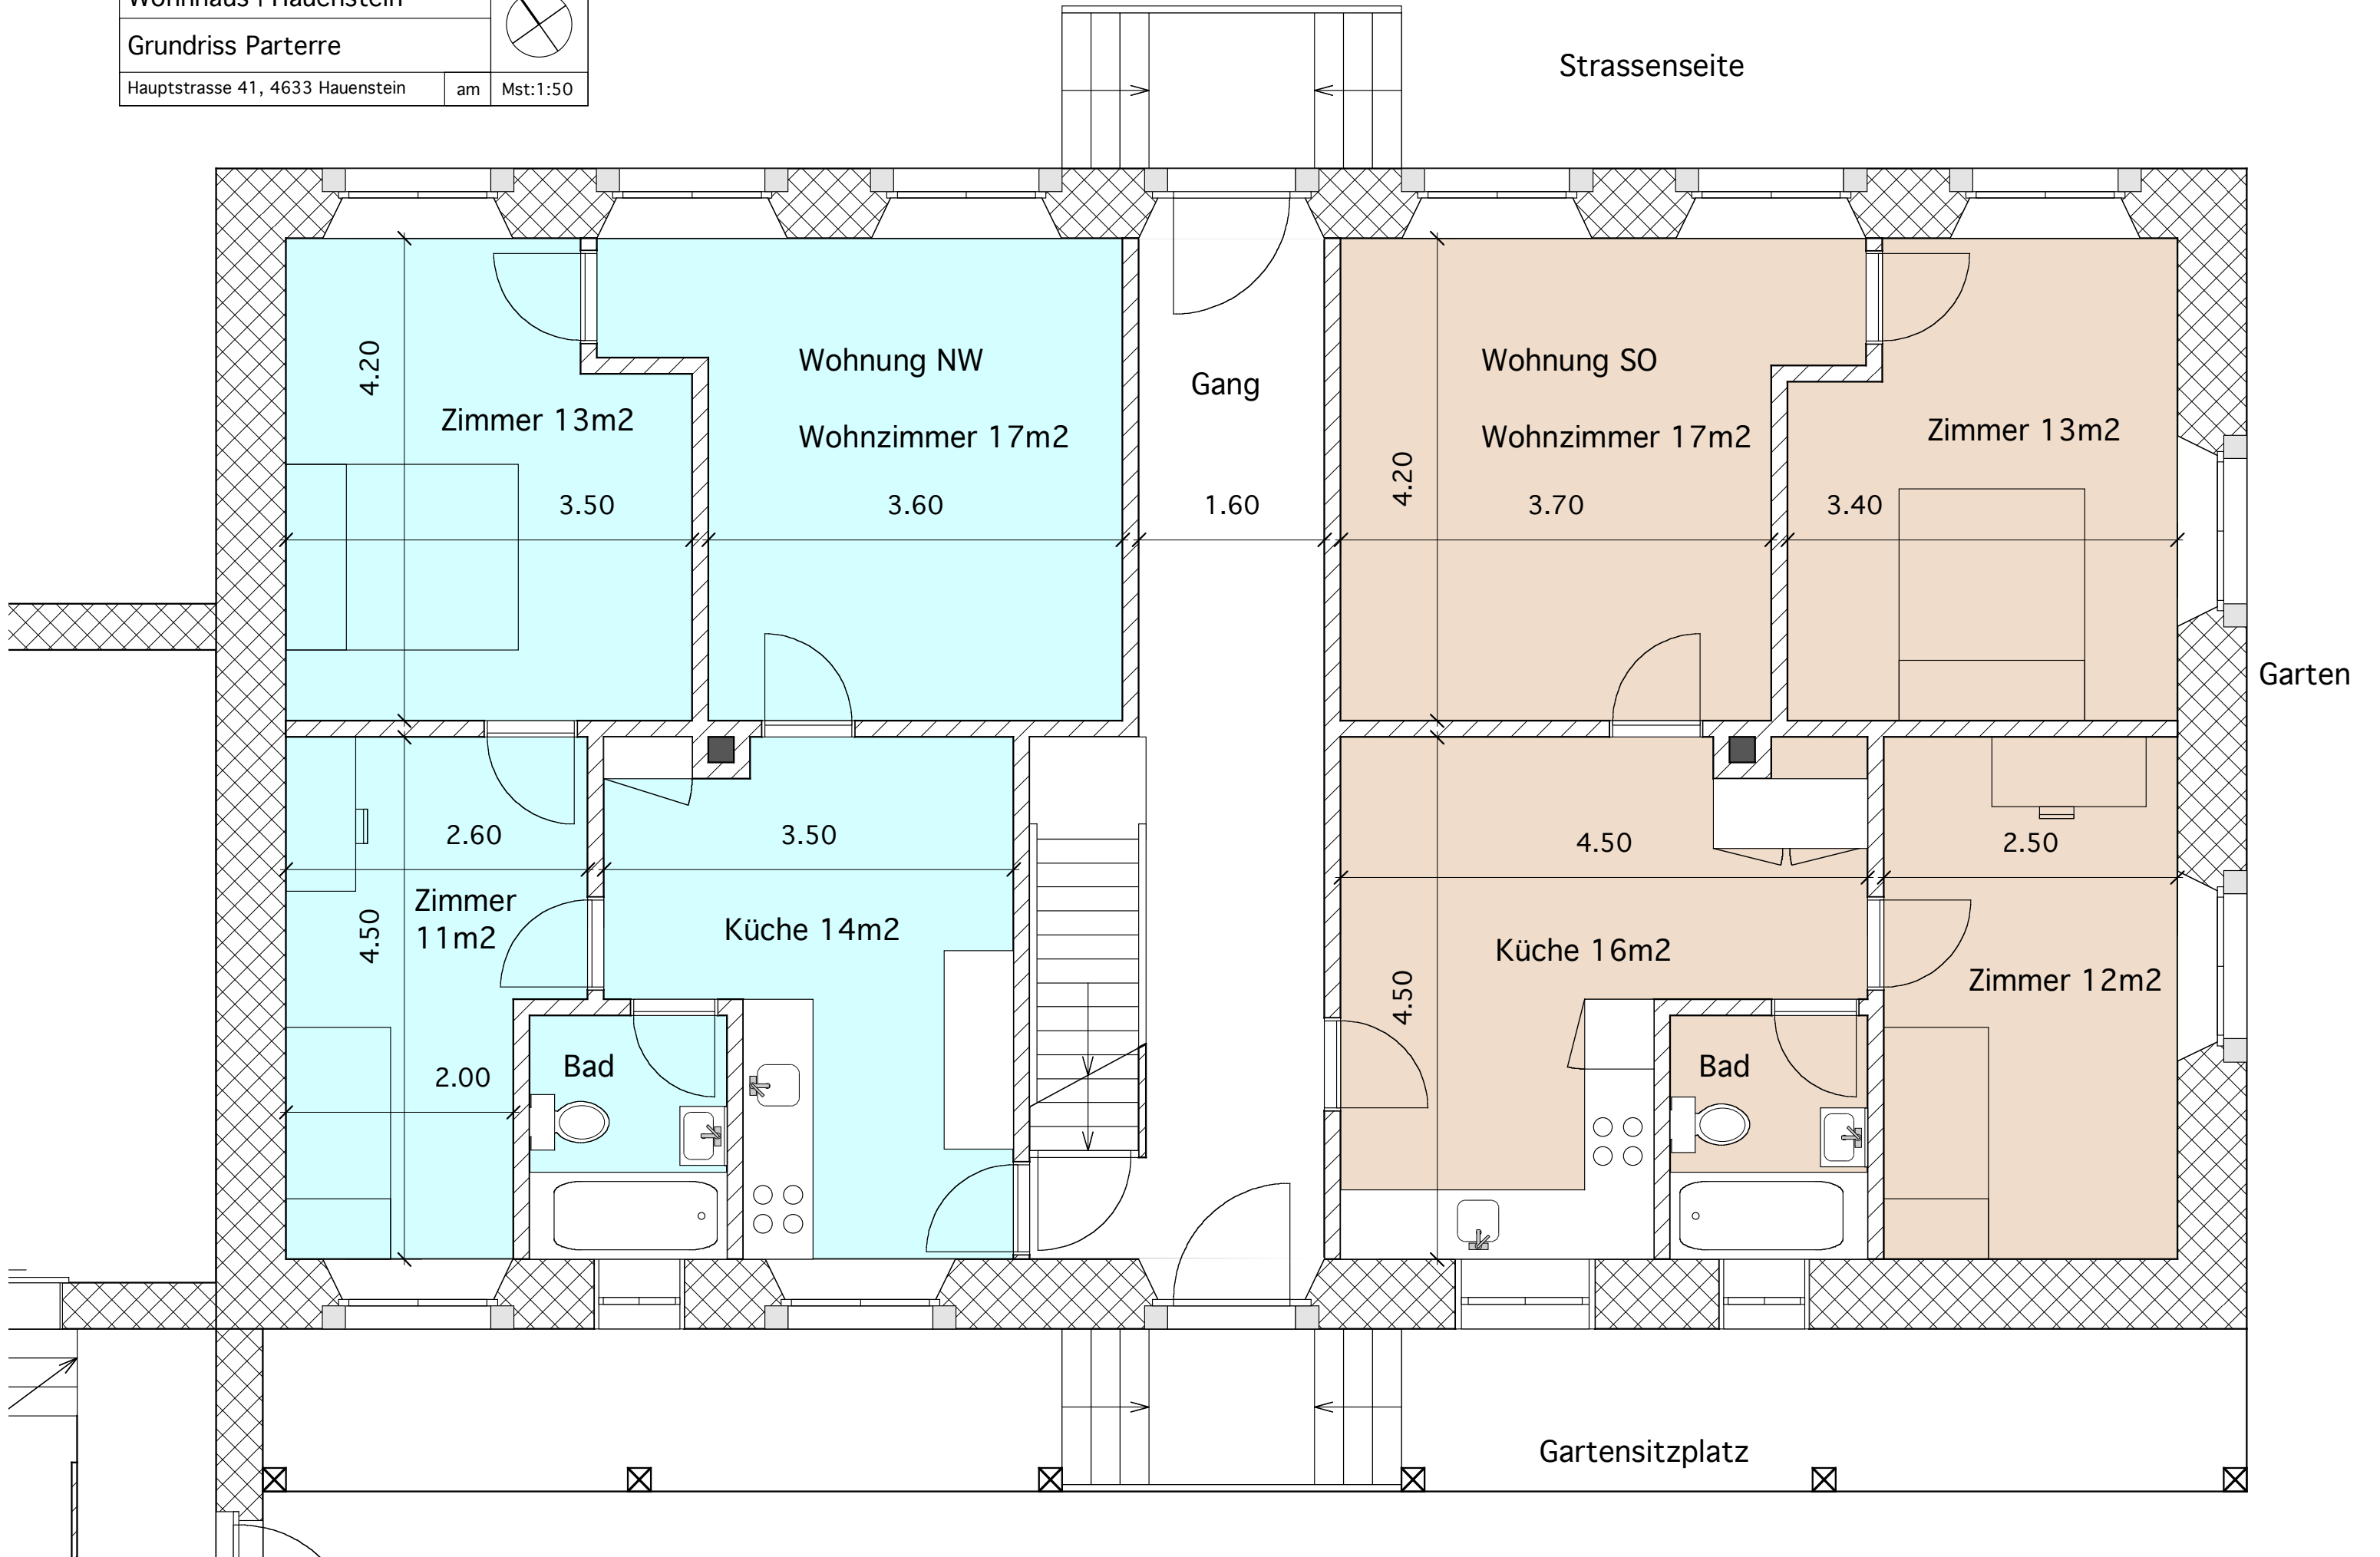 Wohnhaus I Hauenstein
Grundriss Parterre
Hauptstrasse 41, 4633 Hauenstein
am
Mst:1:50
Strassenseite
4.20
Zimmer 13m2
3.50
Wohnung NW
Wohnzimmer 17m2
3.60
Gang
1.60
Wohnung SO
Wohnzimmer 17m2
4.20
3.70
Zimmer 13m2
3.40
Garten
2.60
Zimmer
11m2
4.50
2.00
3.50
Küche 14m2
Bad
4.50
Küche 16m2
4.50
Bad
2.50
Zimmer 12m2
Gartensitzplatz